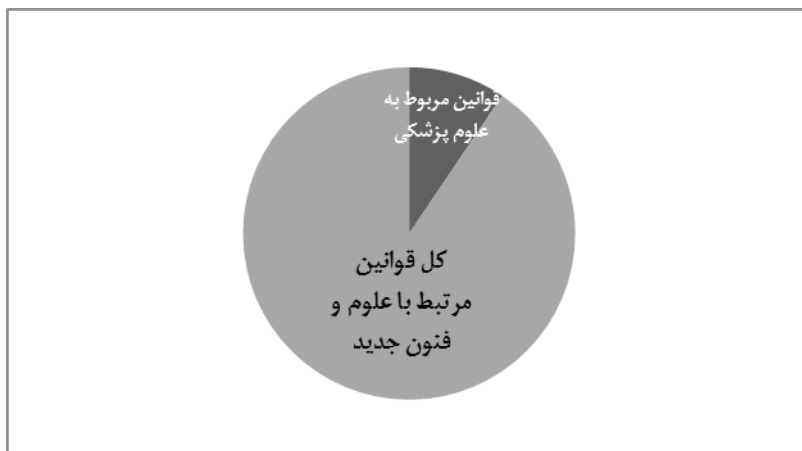 قوانین مربوط به
علوم پزشکی
کل قوانین
مرتبط با علوم و
فنون جدید